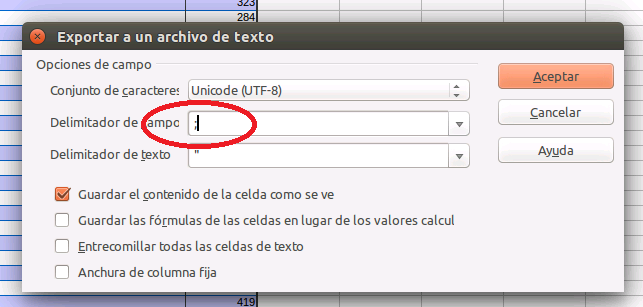 323
284
Exportar a un archivo de texto
Opciones de campo
Conjunto de caracteres Unicode (UTF-8)
Aceptar
Delimitador de campo ;
Cancelar
Delimitador de texto "
Ayuda
Guardar el contenido de la celda como se ve
Guardar las fórmulas de las celdas en lugar de los valores calcul
Entrecomillar todas las celdas de texto
Anchura de columna fija
419